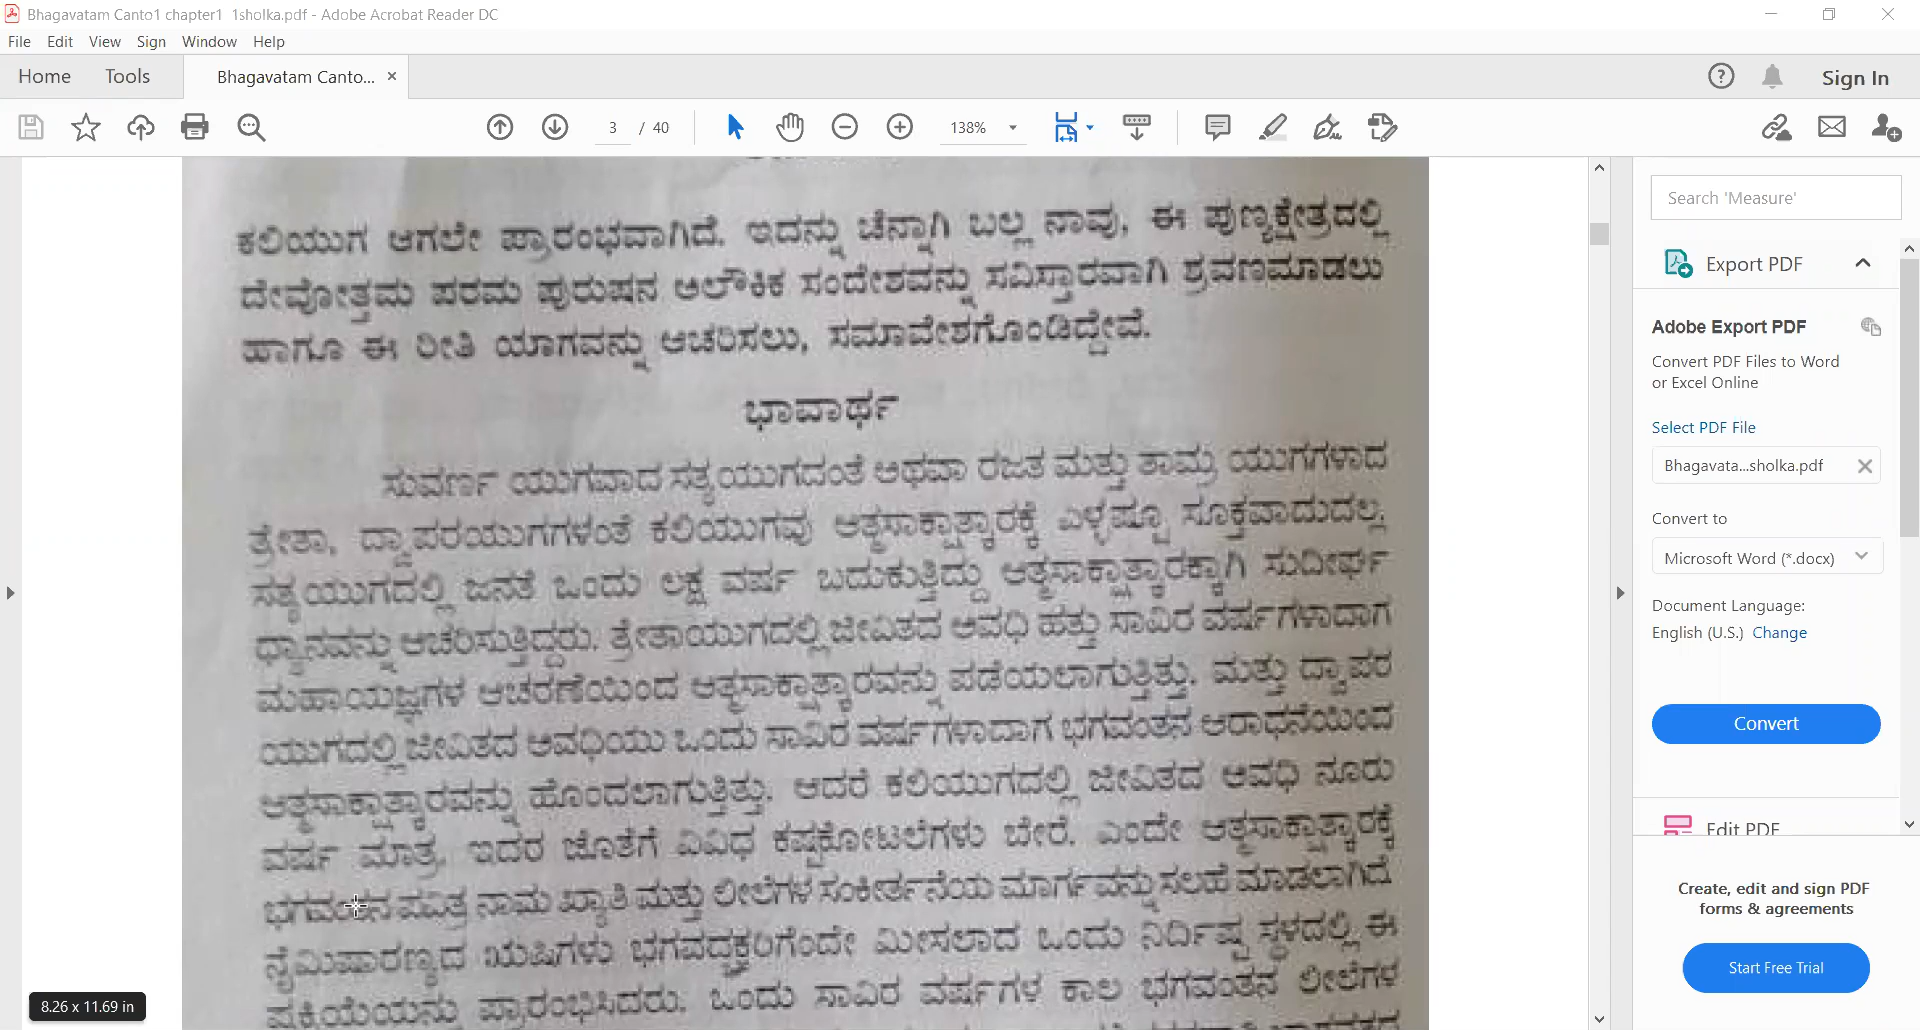 Bhagavatam Canto1 chapter1 1sholka.pdf - Adobe Acrobat Reader DC
File Edit View Sign Window Help
Home Tools Bhagavatam Canto... Sign In
3 / 40 138%
ಕಲಿಯುಗ ಆಗಲೇ ಪ್ರಾರಂಭವಾಗಿದೆ. ಇದನ್ನು ಚೆನ್ನಾಗಿ ಬಲ್ಲ ನಾವು, ಈ ಪುಣ್ಯಕ್ಷೇತ್ರದಲ್ಲಿ
ದೇವೋತ್ತಮ ಪರಮ ಪುರುಷನ ಅಲೌಕಿಕ ಸಂದೇಶವನ್ನು ಸವಿಸ್ತಾರವಾಗಿ ಶ್ರವಣಮಾಡಲು
ಹಾಗೂ ಈ ರೀತಿ ಯಾಗವನ್ನು ಆಚರಿಸಲು, ಸಮಾವೇಶಗೊಂಡಿದ್ದೇವೆ.
ಭಾವಾರ್ಥ
ಸುವರ್ಣ ಯುಗವಾದ ಸತ್ಯಯುಗದಂತೆ ಅಥವಾ ರಜತ ಮತ್ತು ತಾಮ್ರ ಯುಗಗಳಾದ
ತ್ರೇತಾ, ದ್ವಾಪರಯುಗಗಳಂತೆ ಕಲಿಯುಗವು ಆತ್ಮಸಾಕ್ಷಾತ್ಕಾರಕ್ಕೆ ಎಳ್ಳಷ್ಟೂ ಸೂಕ್ತವಾದುದಲ್ಲ.
ಸತ್ಯಯುಗದಲ್ಲಿ ಜನತೆ ಒಂದು ಲಕ್ಷ ವರ್ಷ ಬದುಕುತ್ತಿದ್ದು ಆತ್ಮಸಾಕ್ಷಾತ್ಕಾರಕ್ಕಾಗಿ ಸುದೀರ್ಘ
ಧ್ಯಾನವನ್ನು ಆಚರಿಸುತ್ತಿದ್ದರು. ತ್ರೇತಾಯುಗದಲ್ಲಿ ಜೀವಿತದ ಅವಧಿ ಹತ್ತು ಸಾವಿರ ವರ್ಷಗಳಾದಾಗ
ಮಹಾಯಜ್ಞಗಳ ಆಚರಣೆಯಿಂದ ಆತ್ಮಸಾಕ್ಷಾತ್ಕಾರವನ್ನು ಪಡೆಯಲಾಗುತ್ತಿತ್ತು. ಮತ್ತು ದ್ವಾಪರ
ಯುಗದಲ್ಲಿ ಜೀವಿತದ ಅವಧಿಯು ಒಂದು ಸಾವಿರ ವರ್ಷಗಳಾದಾಗ ಭಗವಂತನ ಆರಾಧನೆಯಿಂದ
ಆತ್ಮಸಾಕ್ಷಾತ್ಕಾರವನ್ನು ಹೊಂದಲಾಗುತ್ತಿತ್ತು. ಆದರೆ ಕಲಿಯುಗದಲ್ಲಿ ಜೀವಿತದ ಅವಧಿ ನೂರು
ವರ್ಷ ಮಾತ್ರ. ಇದರ ಜೊತೆಗೆ ವಿವಿಧ ಕಷ್ಟಕೋಟಲೆಗಳು ಬೇರೆ. ಎಂದೇ ಆತ್ಮಸಾಕ್ಷಾತ್ಕಾರಕ್ಕೆ
ಭಗವಂತನ ಪವಿತ್ರ ನಾಮ ಖ್ಯಾತಿ ಮತ್ತು ಲೀಲೆಗಳ ಸಂಕೀರ್ತನೆಯ ಮಾರ್ಗವನ್ನು ಸಲಹೆ ಮಾಡಲಾಗಿದೆ.
ನೈಮಿಷಾರಣ್ಯದ ಋಷಿಗಳು ಭಗವದ್ಭಕ್ತರಿಗೆಂದೇ ಮೀಸಲಾದ ಒಂದು ನಿರ್ದಿಷ್ಟ ಸ್ಥಳದಲ್ಲಿ ಈ
ಪ್ರಕ್ರಿಯೆಯನ್ನು ಪ್ರಾರಂಭಿಸಿದರು. ಒಂದು ಸಾವಿರ ವರ್ಷಗಳ ಕಾಲ ಭಗವಂತನ ಲೀಲೆಗಳ
8.26 x 11.69 in
Search 'Measure'
Export PDF
Adobe Export PDF
Convert PDF Files to Word
or Excel Online
Select PDF File
Bhagavata...sholka.pdf
Convert to
Microsoft Word (*.docx)
Document Language:
English (U.S.) Change
Convert
Edit PDF
Create, edit and sign PDF
forms & agreements
Start Free Trial